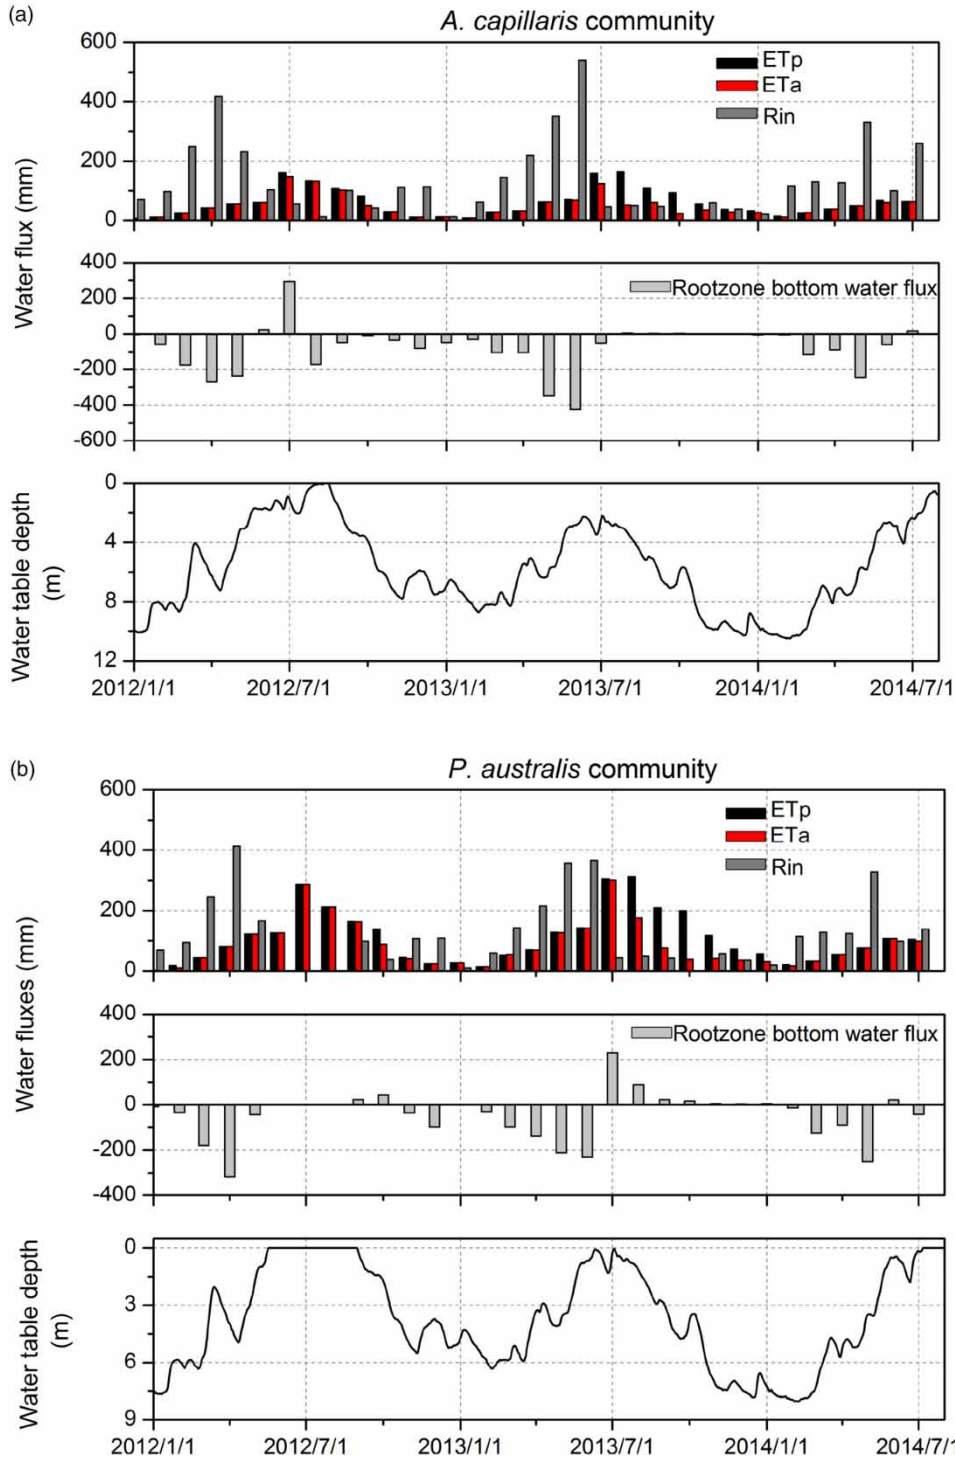 (a)
A. capillaris community
600
400
200
0
ETp
ETa
Rin
Water flux (mm)
400
200
0
-200
-400
-600
Rootzone bottom water flux
Water table depth
(m)
0
4
8
12
2012/1/1
2012/7/1
2013/1/1
2013/7/1
2014/1/1
2014/7/1
(b)
P. australis community
600
400
200
0
ETp
ETa
Rin
Water fluxes (mm)
400
200
0
-200
-400
Rootzone bottom water flux
Water table depth
(m)
0
3
6
9
2012/1/1
2012/7/1
2013/1/1
2013/7/1
2014/1/1
2014/7/1